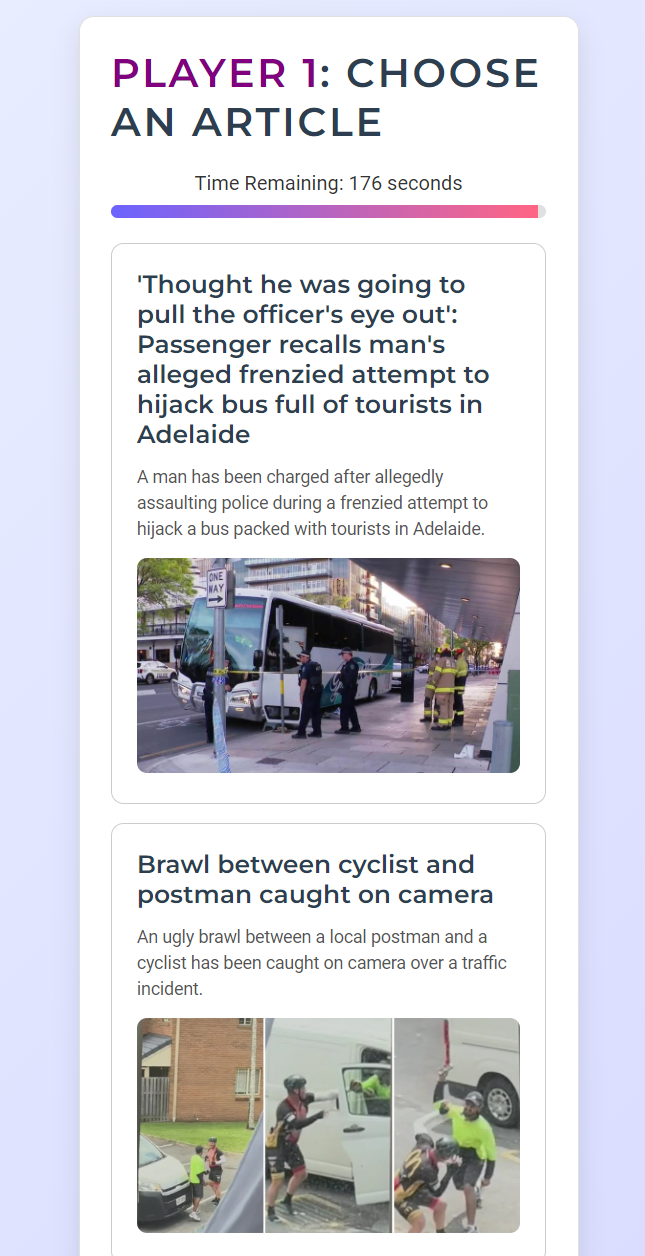 PLAYER 1: CHOOSE
AN ARTICLE
Time Remaining: 176 seconds
'Thought he was going to
pull the officer's eye out':
Passenger recalls man's
alleged frenzied attempt to
hijack bus full of tourists in
Adelaide
A man has been charged after allegedly
assaulting police during a frenzied attempt to
hijack a bus packed with tourists in Adelaide.
ONE
WAY
Brawl between cyclist and
postman caught on camera
An ugly brawl between a local postman and a
cyclist has been caught on camera over a traffic
incident.